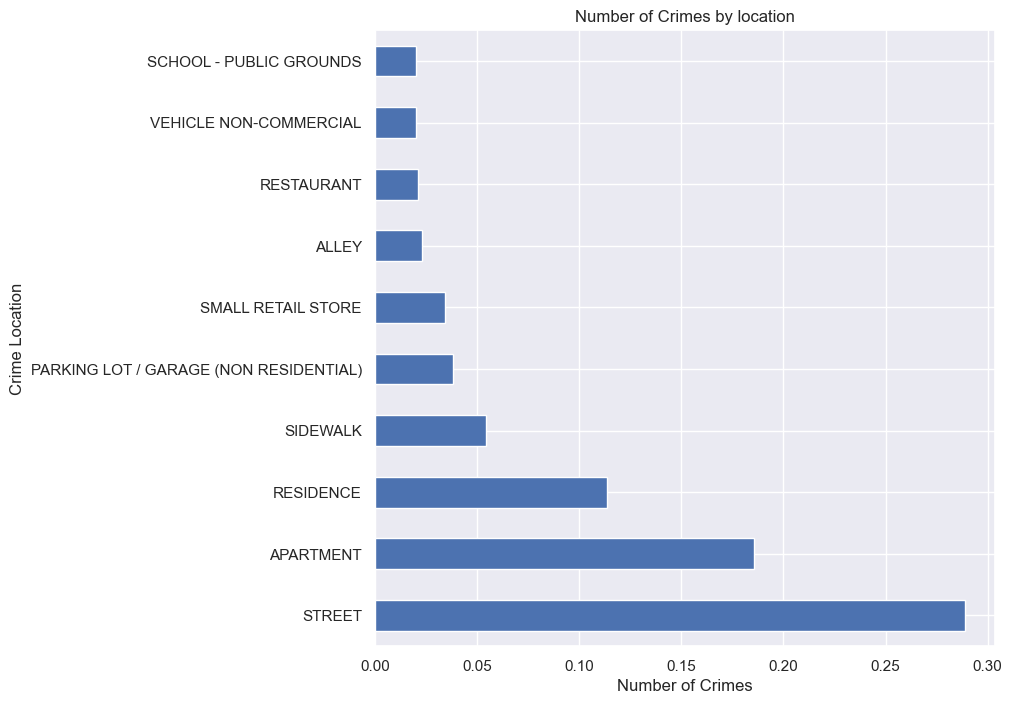 Number of Crimes by location
SCHOOL - PUBLIC GROUNDS
VEHICLE NON-COMMERCIAL
RESTAURANT
ALLEY
SMALL RETAIL STORE
PARKING LOT / GARAGE (NON RESIDENTIAL)
SIDEWALK
RESIDENCE
APARTMENT
STREET
Crime Location
0.00 0.05 0.10 0.15 0.20 0.25 0.30
Number of Crimes